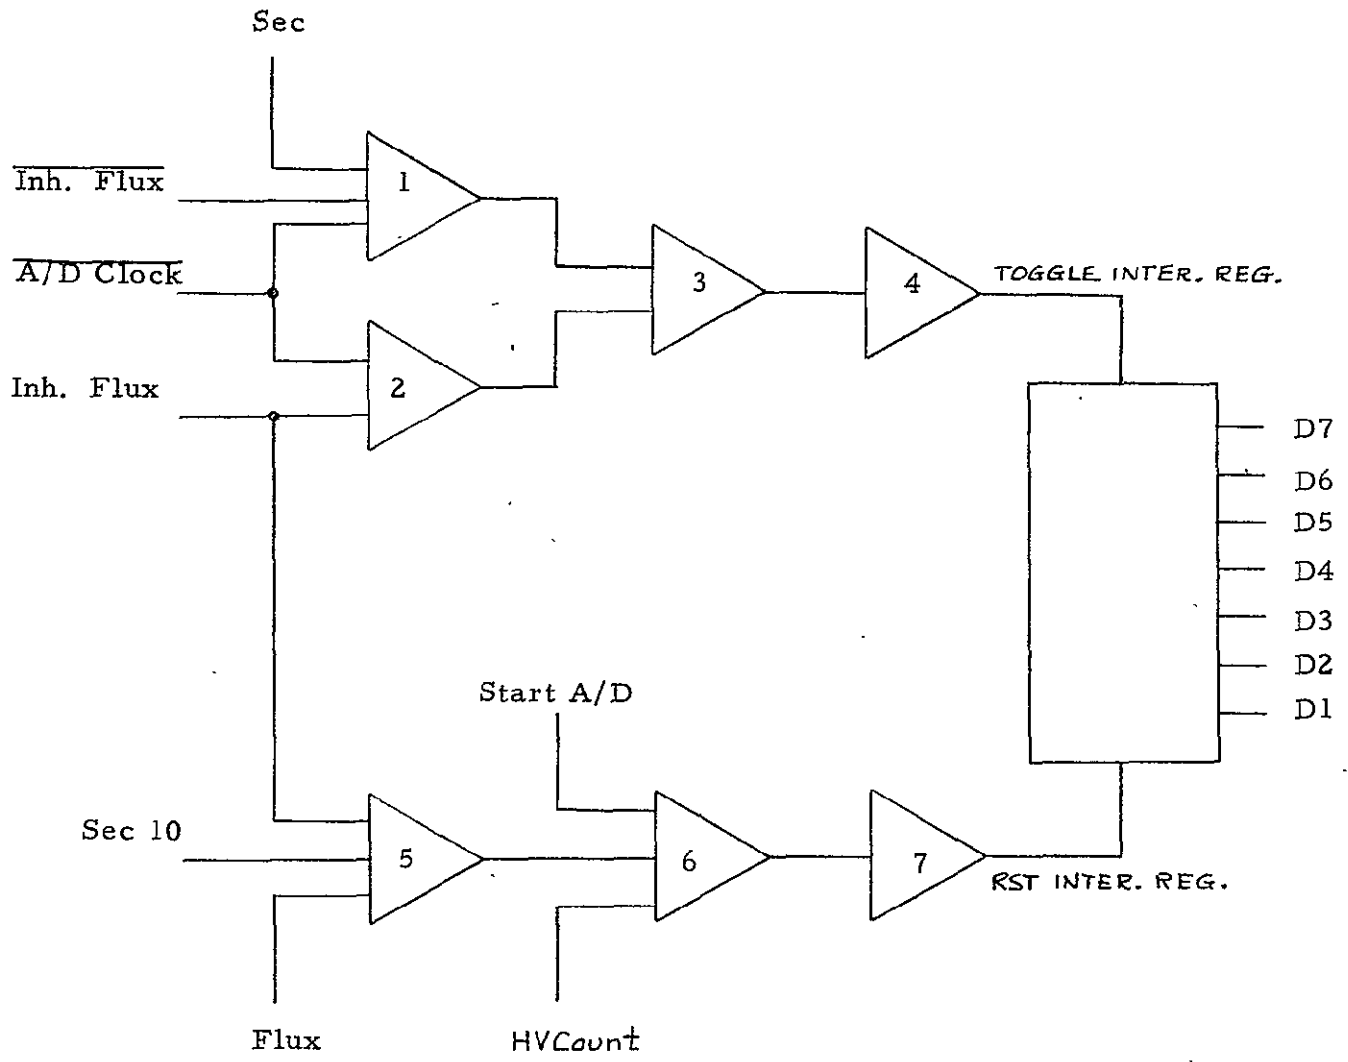 Sec
Inh. Flux
1
A/D Clock
3
4
TOGGLE INTER. REG.
Inh. Flux
2
D7
D6
D5
D4
D3
D2
D1
Start A/D
Sec 10
5
6
7
RST INTER. REG.
Flux
HVCount